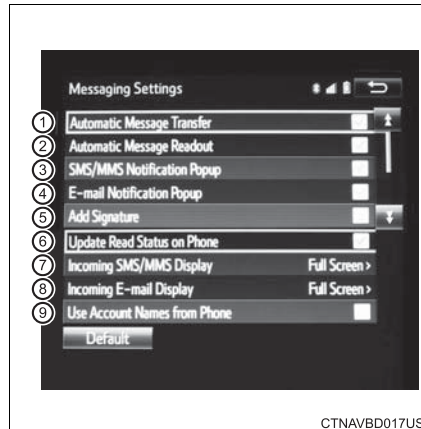 Messaging Settings
1 Automatic Message Transfer
2 Automatic Message Readout
3 SMS/MMS Notification Popup
4 E-mail Notification Popup
5 Add Signature
6 Update Read Status on Phone
7 Incoming SMS/MMS Display Full Screen >
8 Incoming E-mail Display Full Screen >
9 Use Account Names from Phone
Default
CTNAVBD017US